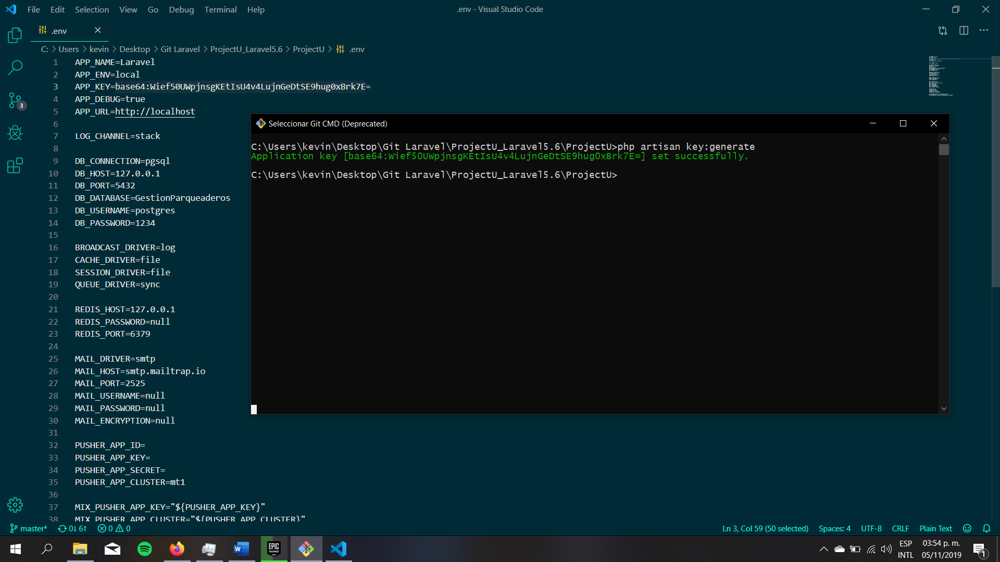 File Edit Selection View Go Debug Terminal Help
.env - Visual Studio Code
.env
C: > Users > kevin > Desktop > Git Laravel > ProjectU_Laravel5.6 > ProjectU > .env
1 APP_NAME=Laravel
2 APP_ENV=local
3 APP_KEY=base64:Wief50UWpjnsgKEtIsU4v4LujnGeDtSE9hug0xBrk7E=
4 APP_DEBUG=true
5 APP_URL=http://localhost
6
7 LOG_CHANNEL=stack
8
9 DB_CONNECTION=pgsql
10 DB_HOST=127.0.0.1
11 DB_PORT=5432
12 DB_DATABASE=GestionParqueaderos
13 DB_USERNAME=postgres
14 DB_PASSWORD=1234
15
16 BROADCAST_DRIVER=log
17 CACHE_DRIVER=file
18 SESSION_DRIVER=file
19 QUEUE_DRIVER=sync
20
21 REDIS_HOST=127.0.0.1
22 REDIS_PASSWORD=null
23 REDIS_PORT=6379
24
25 MAIL_DRIVER=smtp
26 MAIL_HOST=smtp.mailtrap.io
27 MAIL_PORT=2525
28 MAIL_USERNAME=null
29 MAIL_PASSWORD=null
30 MAIL_ENCRYPTION=null
31
32 PUSHER_APP_ID=
33 PUSHER_APP_KEY=
34 PUSHER_APP_SECRET=
35 PUSHER_APP_CLUSTER=mt1
36
37 MIX_PUSHER_APP_KEY="${PUSHER_APP_KEY}"
38 MIX_PUSHER_APP_CLUSTER="${PUSHER_APP_CLUSTER}"
3
Seleccionar Git CMD (Deprecated)
C:\Users\kevin\Desktop\Git Laravel\ProjectU_Laravel5.6\ProjectU>php artisan key:generate
Application key [base64:Wief50UWpjnsgKEtIsU4v4LujnGeDtSE9hug0xBrk7E=] set successfully.
C:\Users\kevin\Desktop\Git Laravel\ProjectU_Laravel5.6\ProjectU>
master* 0↓ 6↑ 0 0
Ln 3, Col 59 (50 selected) Spaces: 4 UTF-8 CRLF Plain Text
EPIC GAMES
ESP
INTL
03:54 p. m.
05/11/2019
1